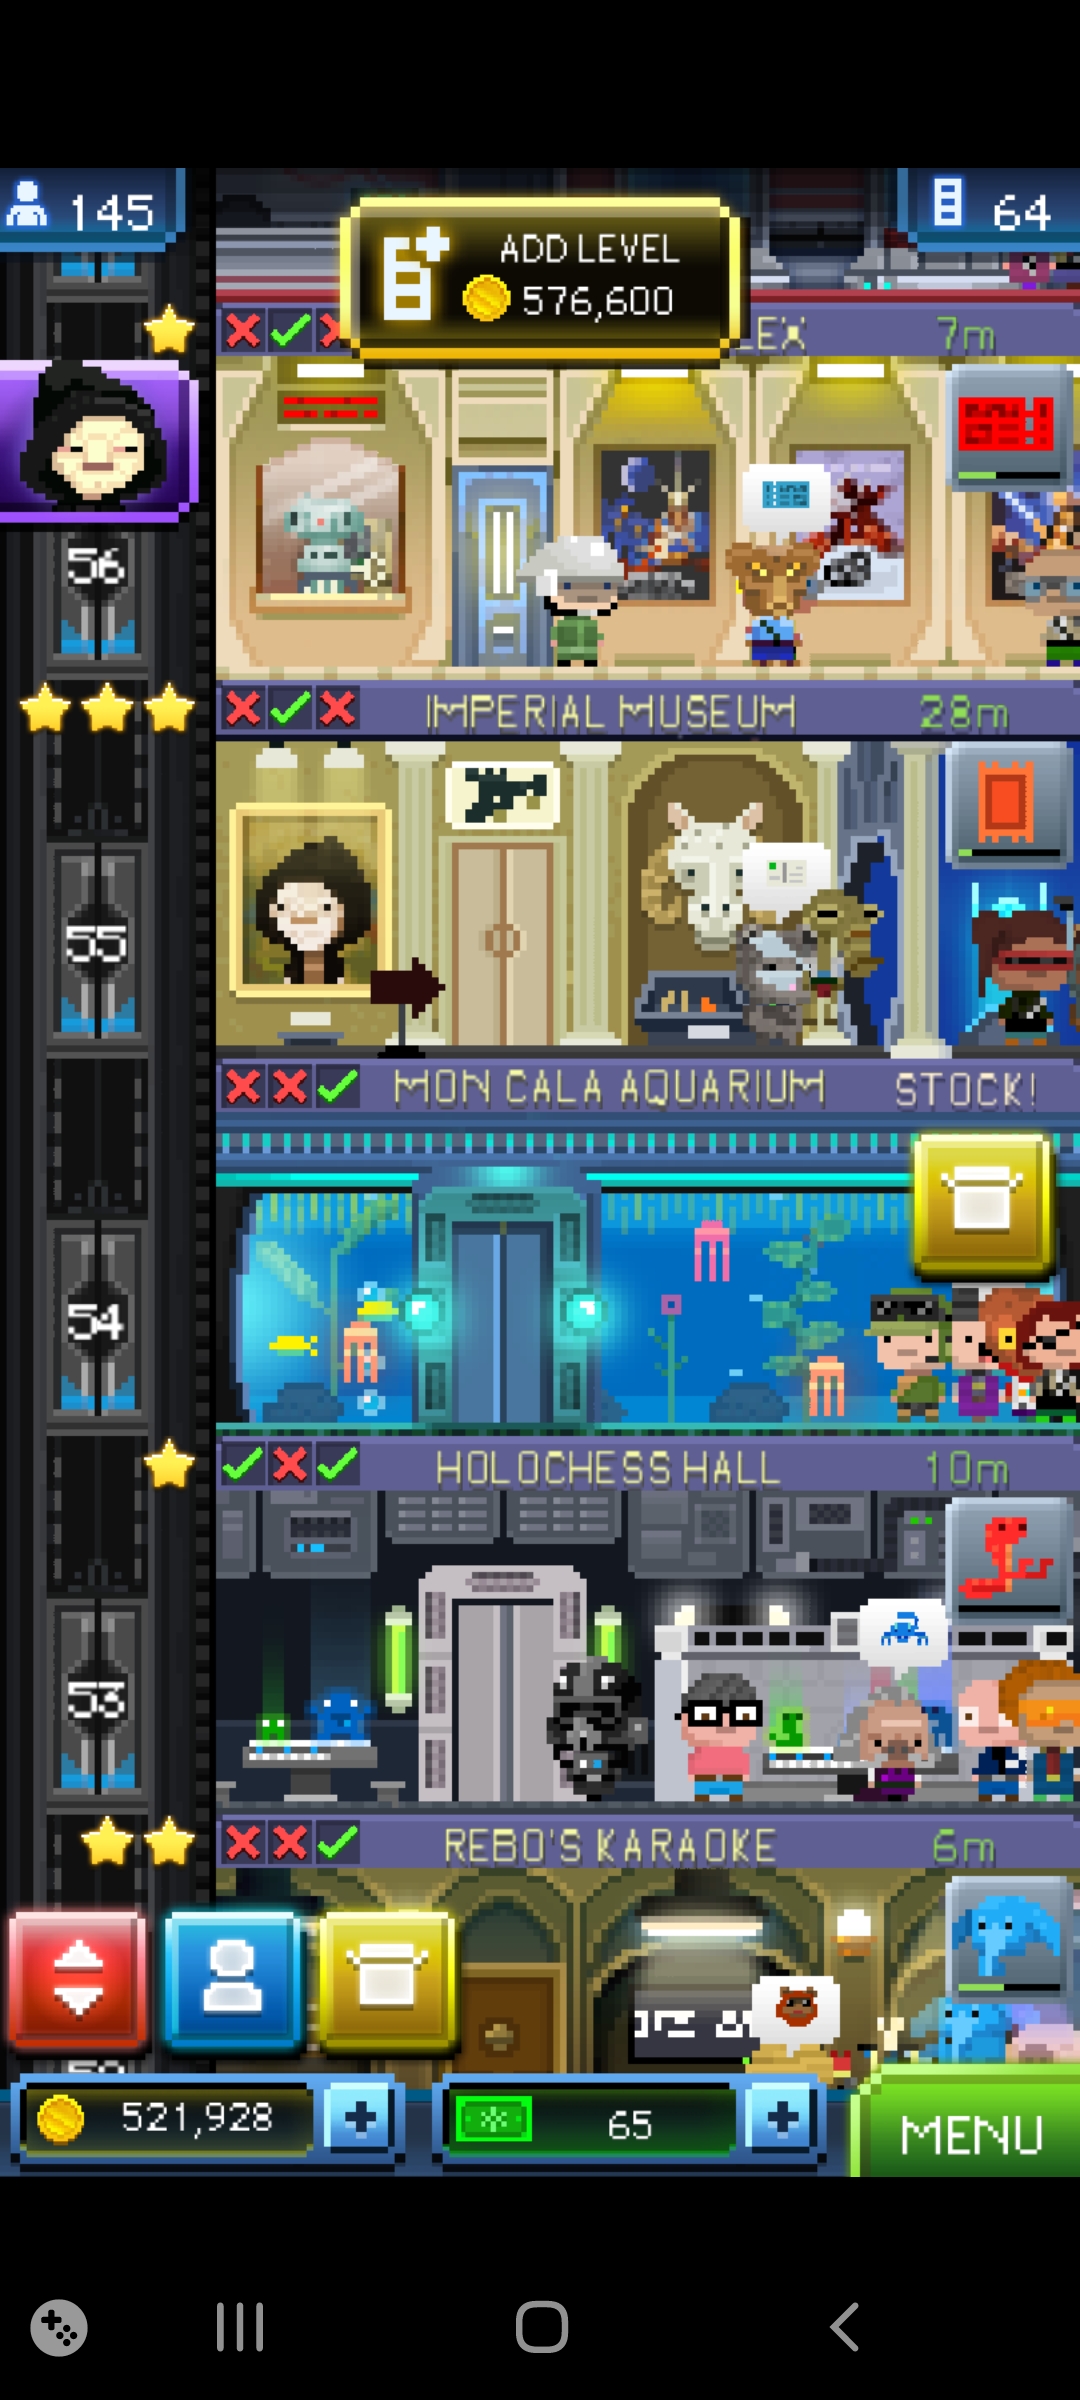 145
64
ADD LEVEL
576,600
LEX
7m
56
IMPERIAL MUSEUM
28m
55
MON CALA AQUARIUM
STOCK!
54
HOLOCHESS HALL
10m
53
REBO'S KARAOKE
6m
521,928
65
MENU